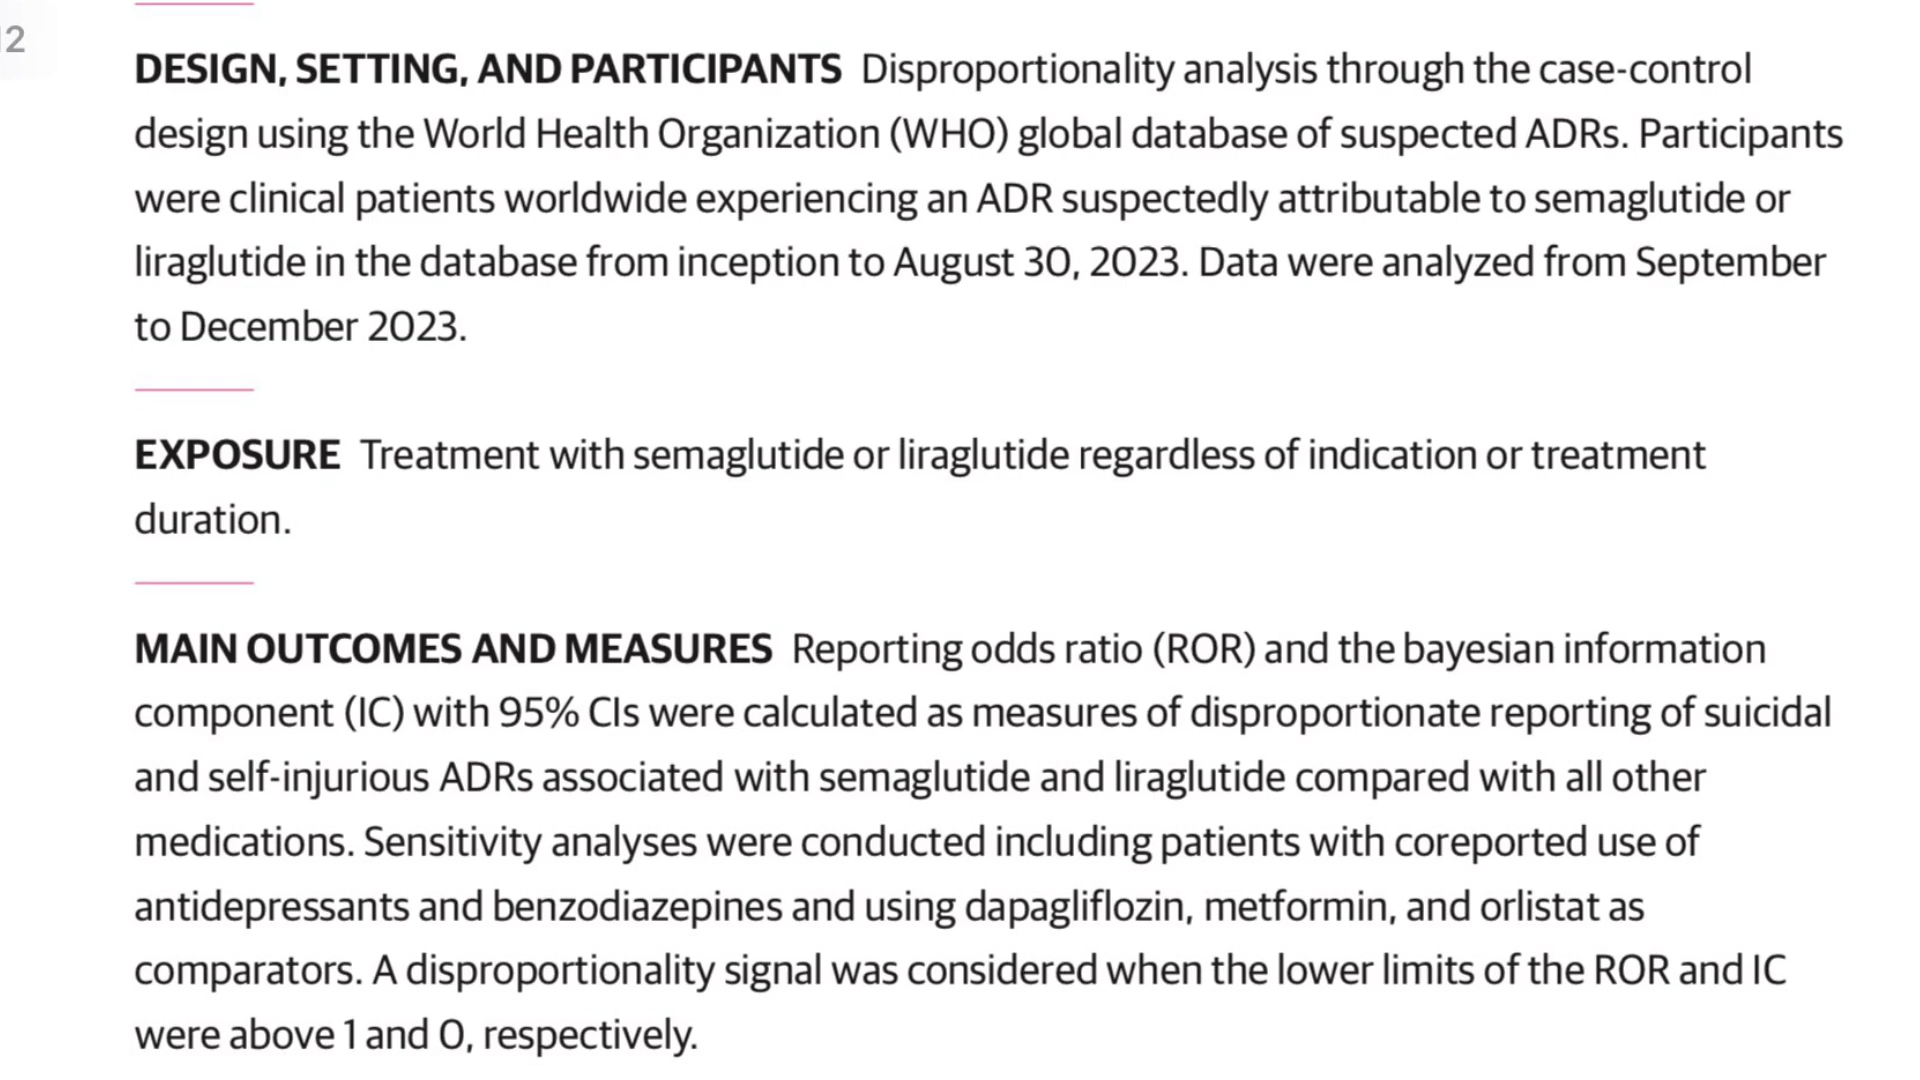 12
DESIGN, SETTING, AND PARTICIPANTS Disproportionality analysis through the case-control
design using the World Health Organization (WHO) global database of suspected ADRs. Participants
were clinical patients worldwide experiencing an ADR suspectedly attributable to semaglutide or
liraglutide in the database from inception to August 30, 2023. Data were analyzed from September
to December 2023.
EXPOSURE Treatment with semaglutide or liraglutide regardless of indication or treatment
duration.
MAIN OUTCOMES AND MEASURES Reporting odds ratio (ROR) and the bayesian information
component (IC) with 95% CIs were calculated as measures of disproportionate reporting of suicidal
and self-injurious ADRs associated with semaglutide and liraglutide compared with all other
medications. Sensitivity analyses were conducted including patients with coreported use of
antidepressants and benzodiazepines and using dapagliflozin, metformin, and orlistat as
comparators. A disproportionality signal was considered when the lower limits of the ROR and IC
were above 1 and 0, respectively.